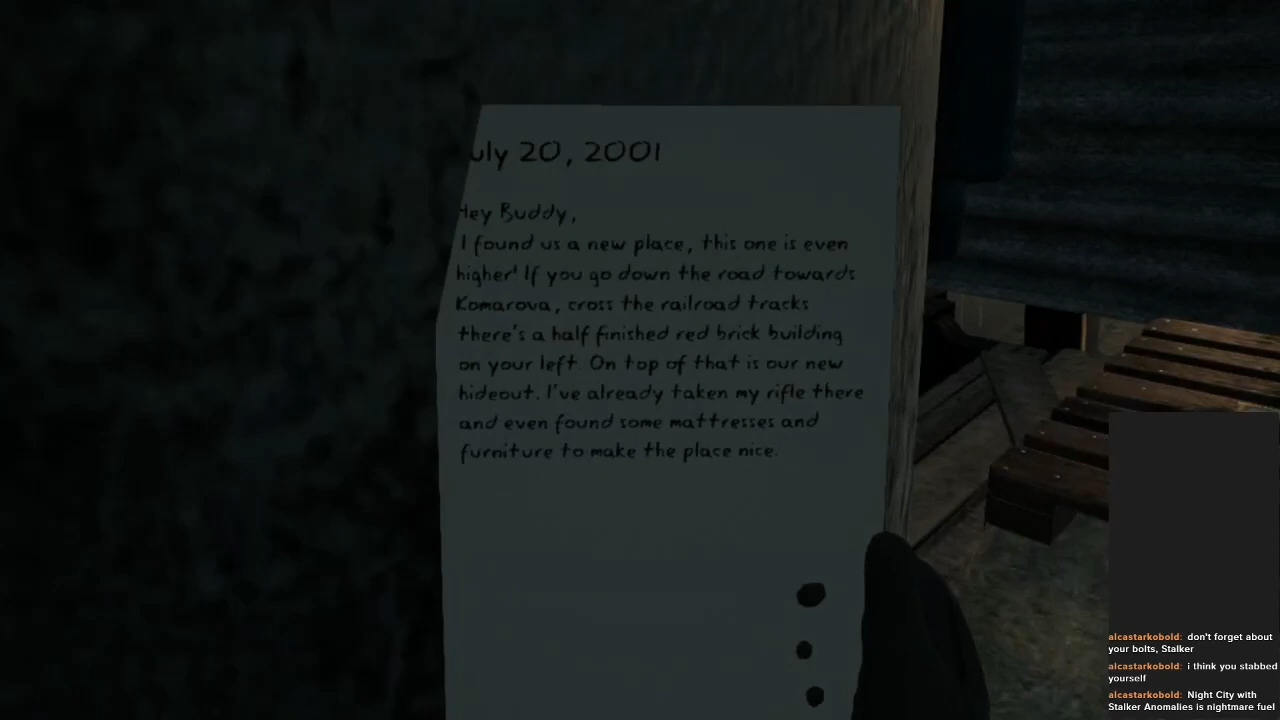 uly 20, 2001
Hey Buddy,
I found us a new place, this one is even
higher! If you go down the road towards
Komarova, cross the railroad tracks
there's a half finished red brick building
on your left. On top of that is our new
hideout. I've already taken my rifle there
and even found some mattresses and
furniture to make the place nice.
alcastarkobold: don't forget about
your bolts, Stalker
alcastarkobold: i think you stabbed
yourself
alcastarkobold: Night City with
Stalker Anomalies is nightmare fuel